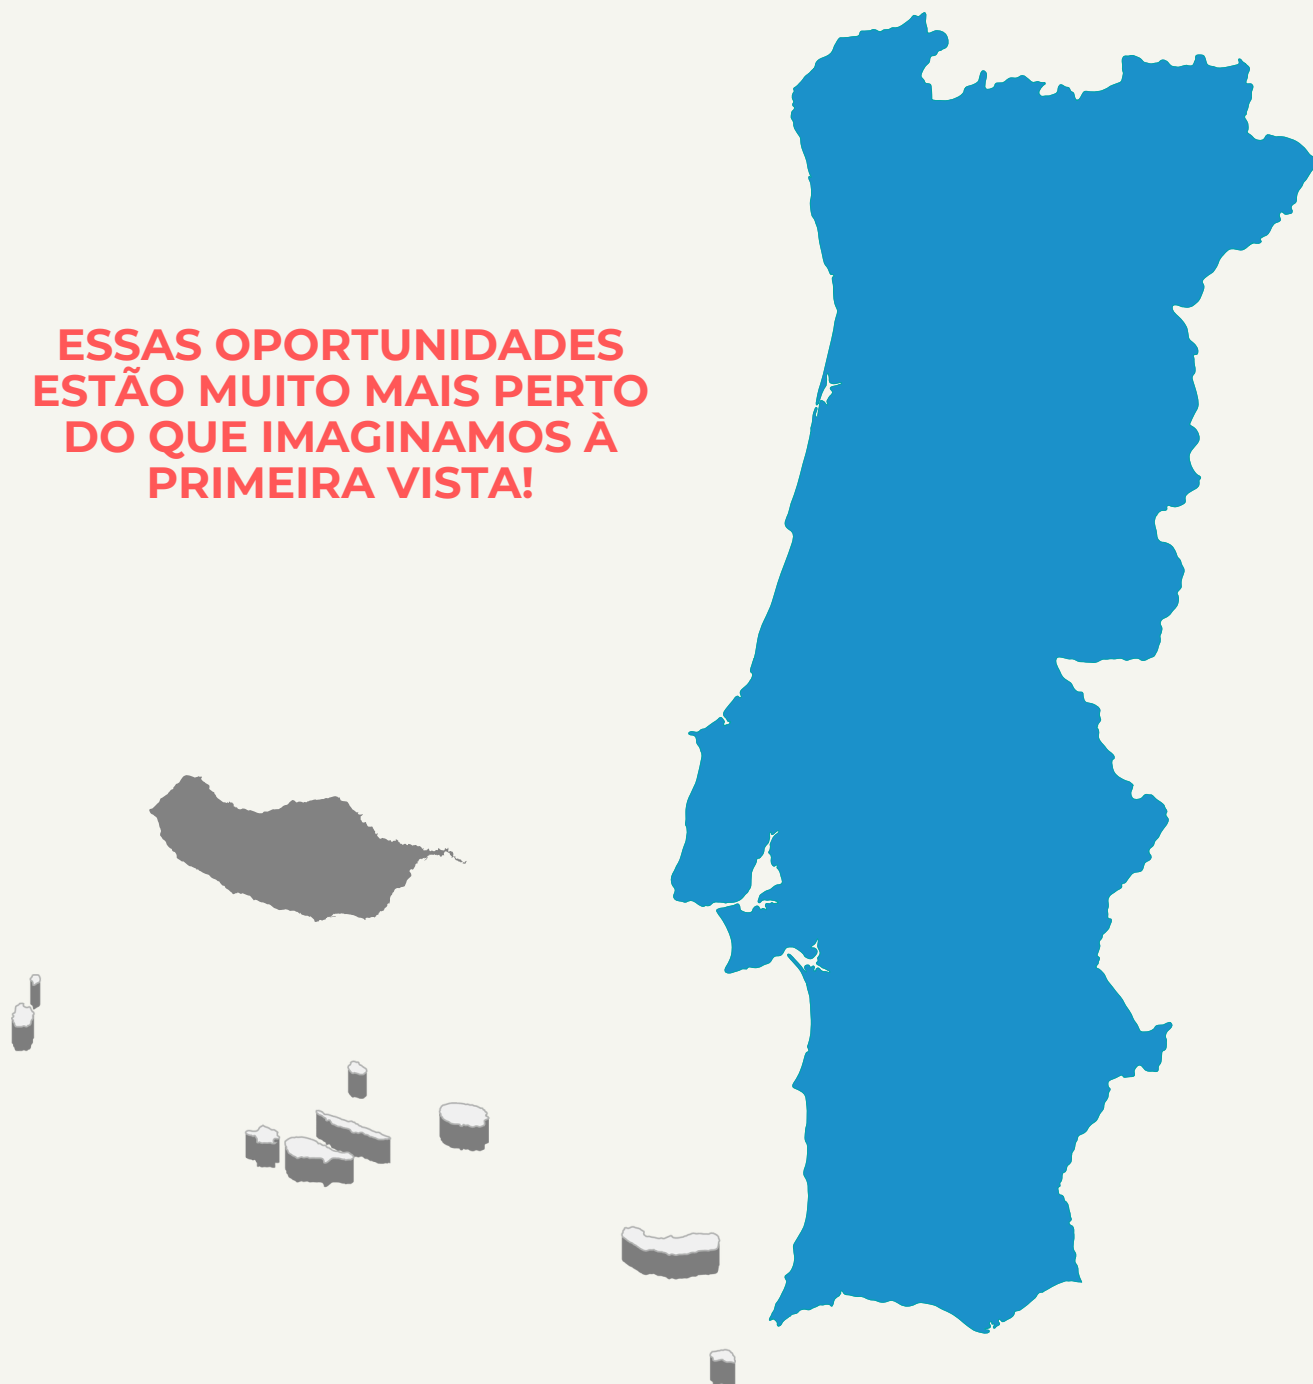 ESSAS OPORTUNIDADES
ESTÃO MUITO MAIS PERTO
DO QUE IMAGINAMOS À
PRIMEIRA VISTA!